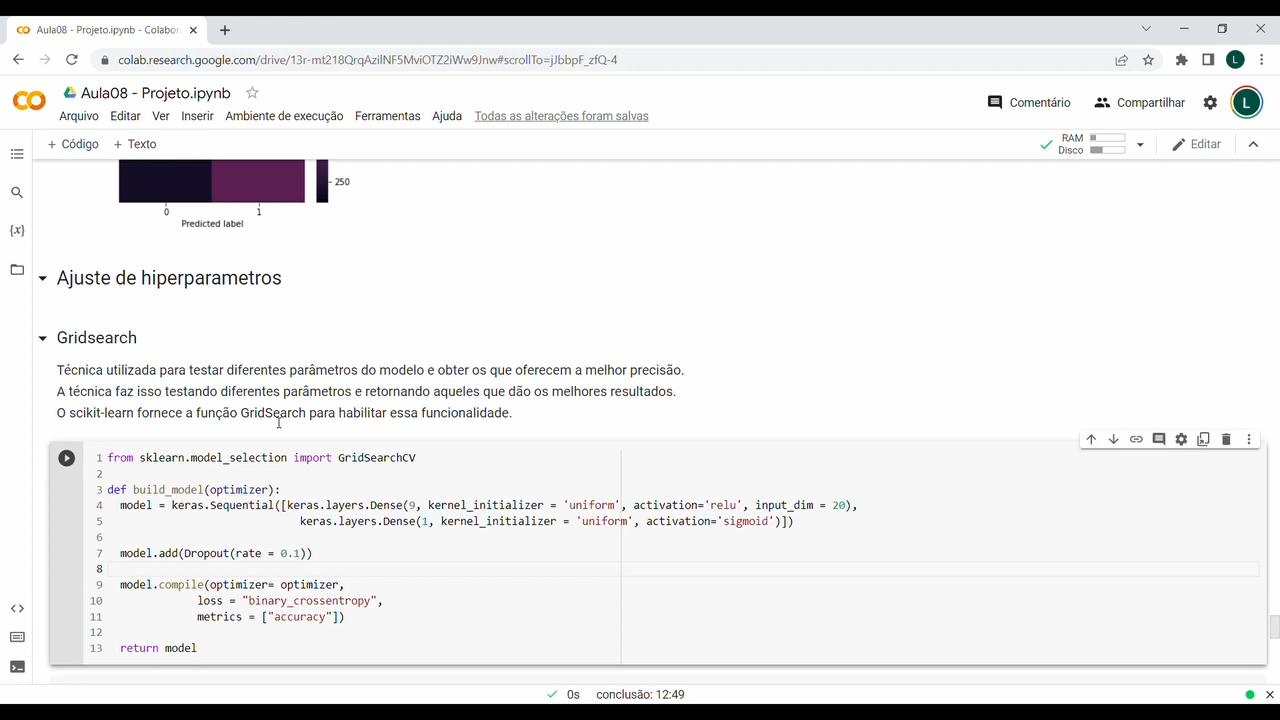 Aula08 - Projeto.ipynb - Colabor
colab.research.google.com/drive/13r-mt218QrqAzilNF5MviOTZ2iWw9Jnw#scrollTo=jJbbpF_zfQ-4
L
Aula08 - Projeto.ipynb
Comentário
Compartilhar
L
Arquivo Editar Ver Inserir Ambiente de execução Ferramentas Ajuda Todas as alterações foram salvas
+ Código + Texto
RAM
Disco
Editar
250
0 1
Predicted label
Ajuste de hiperparametros
Gridsearch
Técnica utilizada para testar diferentes parâmetros do modelo e obter os que oferecem a melhor precisão.
A técnica faz isso testando diferentes parâmetros e retornando aqueles que dão os melhores resultados.
O scikit-learn fornece a função GridSearch para habilitar essa funcionalidade.
1 from sklearn.model_selection import GridSearchCV
2
3 def build_model(optimizer):
4 model = keras.Sequential([keras.layers.Dense(9, kernel_initializer = 'uniform', activation='relu', input_dim = 20),
5 keras.layers.Dense(1, kernel_initializer = 'uniform', activation='sigmoid')])
6
7 model.add(Dropout(rate = 0.1))
8
9 model.compile(optimizer= optimizer,
10 loss = "binary_crossentropy",
11 metrics = ["accuracy"])
12
13 return model
0s conclusão: 12:49